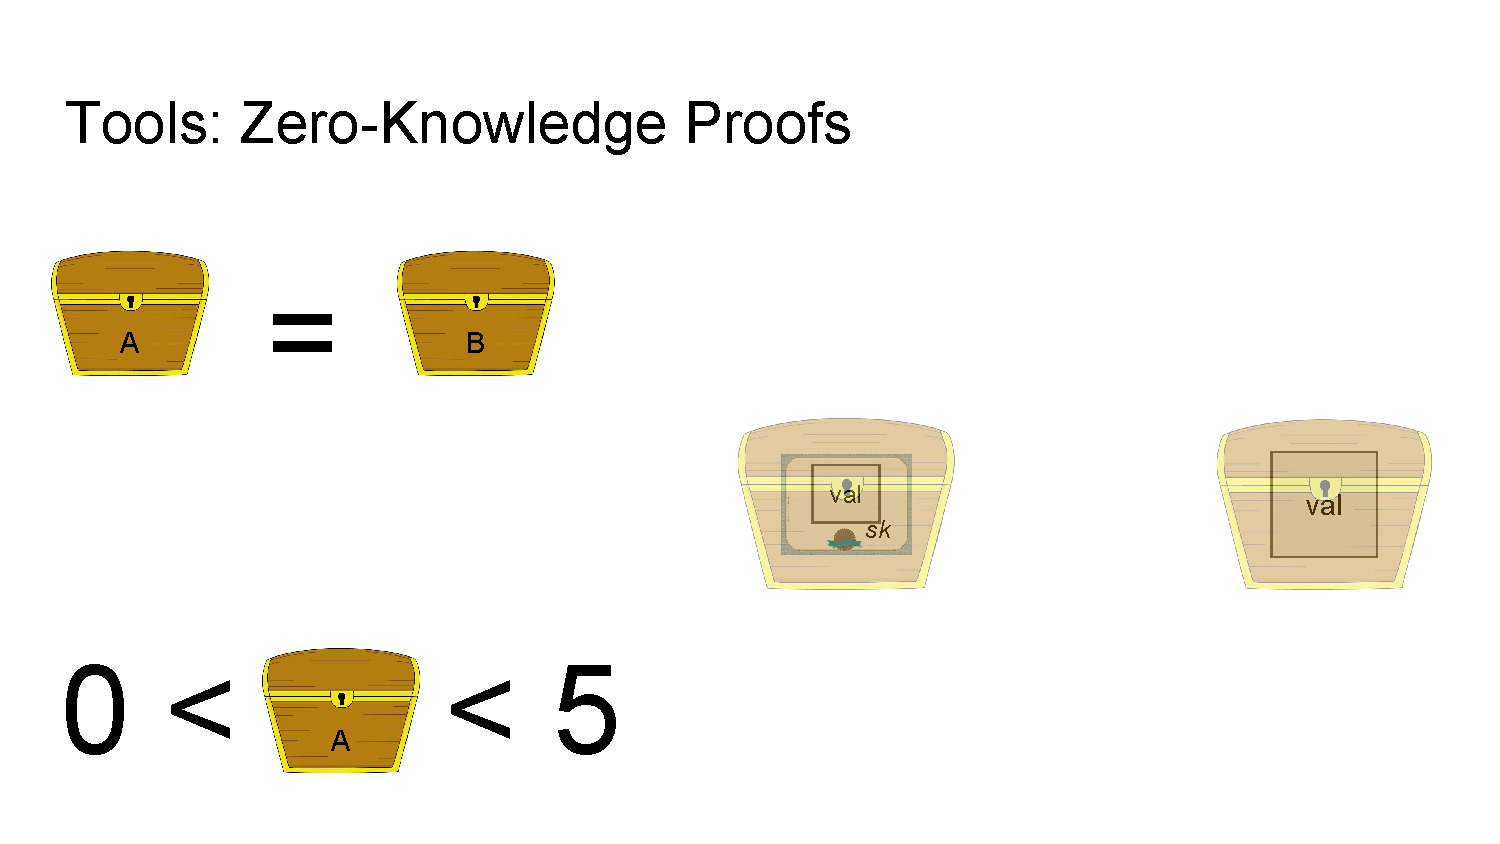 Tools: Zero-Knowledge Proofs
A = B
val
sk
val
0 < A < 5